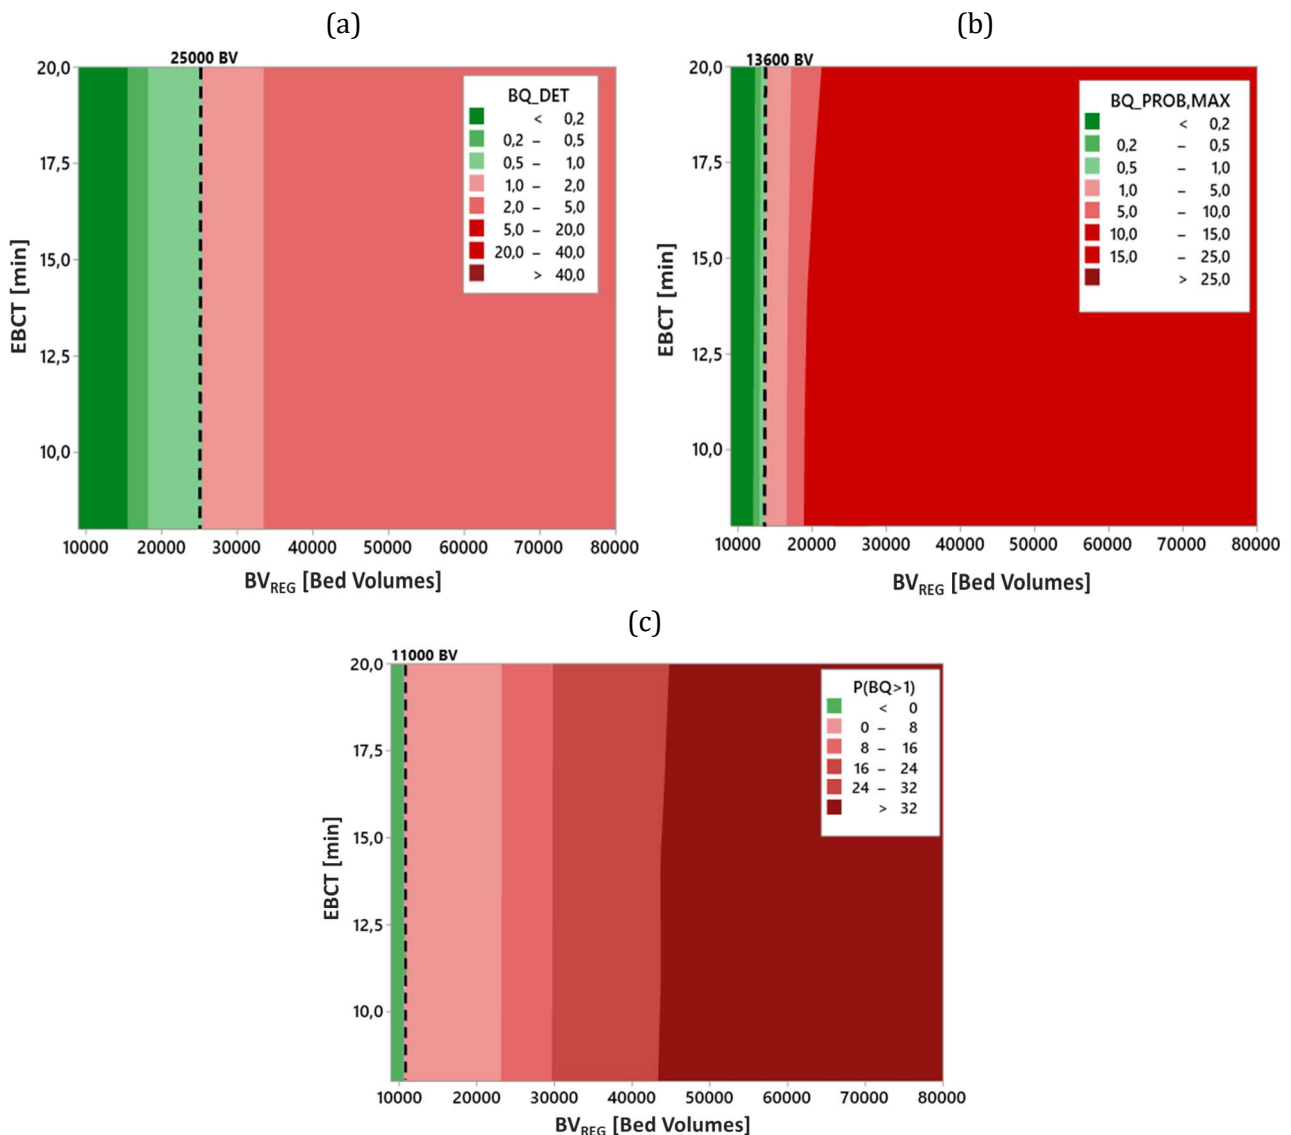 (a)
25000 BV
20,0
17,5
15,0
12,5
10,0
EBCT [min]
BQ_DET
< 0,2
0,2 – 0,5
0,5 – 1,0
1,0 – 2,0
2,0 – 5,0
5,0 – 20,0
20,0 – 40,0
> 40,0
10000 20000 30000 40000 50000 60000 70000 80000
BVREG [Bed Volumes]
(b)
13600 BV
20,0
17,5
15,0
12,5
10,0
EBCT [min]
BQ_PROB,MAX
< 0,2
0,2 – 0,5
0,5 – 1,0
1,0 – 5,0
5,0 – 10,0
10,0 – 15,0
15,0 – 25,0
> 25,0
10000 20000 30000 40000 50000 60000 70000 80000
BVREG [Bed Volumes]
(c)
11000 BV
20,0
17,5
15,0
12,5
10,0
EBCT [min]
P(BQ>1)
< 0
0 – 8
8 – 16
16 – 24
24 – 32
> 32
10000 20000 30000 40000 50000 60000 70000 80000
BVREG [Bed Volumes]